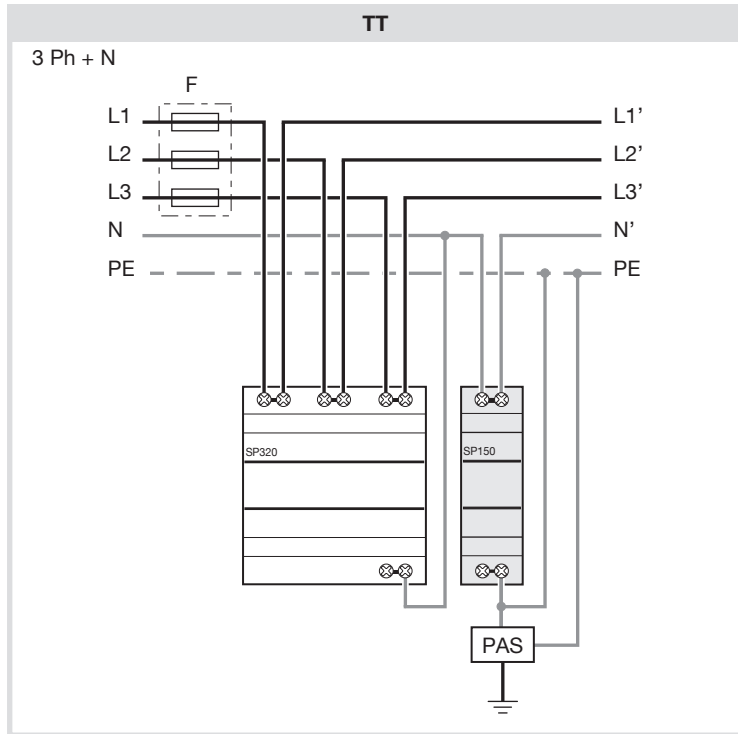 TT
3 Ph + N
F
L1 L1’
L2 L2’
L3 L3’
N N’
PE PE
SP320 SP150
PAS